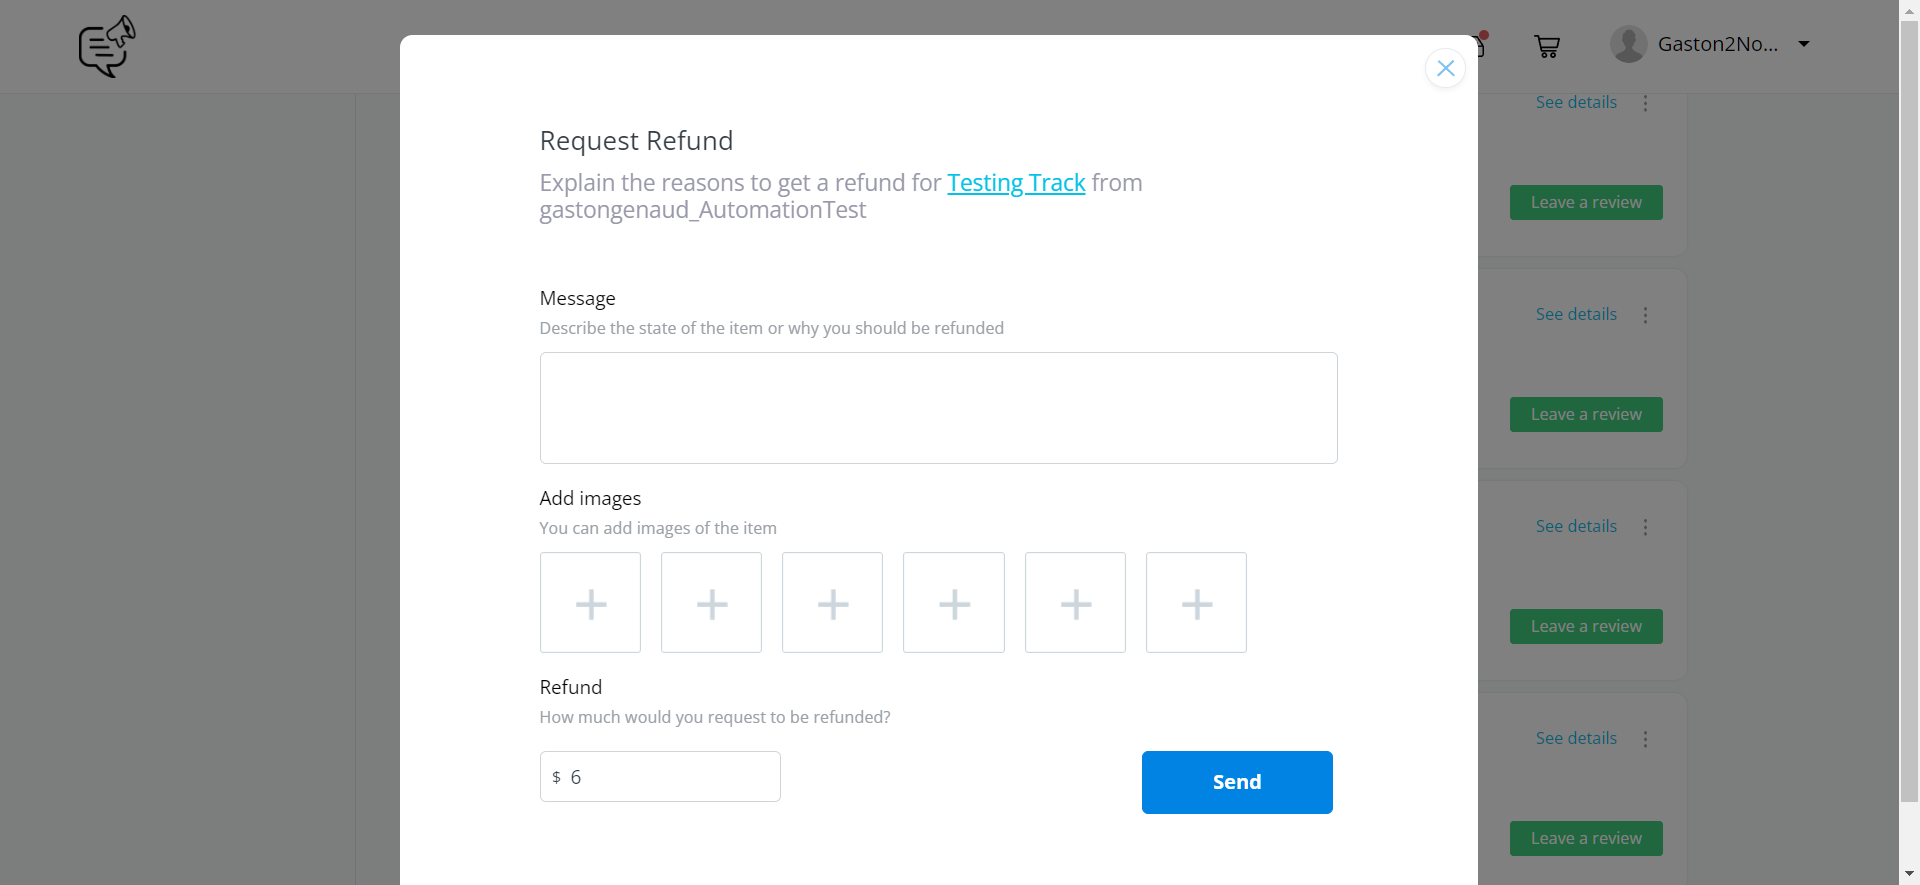 Gaston2No...
Request Refund
Explain the reasons to get a refund for Testing Track from
gastongenaud_AutomationTest
Message
Describe the state of the item or why you should be refunded
Add images
You can add images of the item
Refund
How much would you request to be refunded?
$ 6
Send
See details
Leave a review
See details
Leave a review
See details
Leave a review
See details
Leave a review